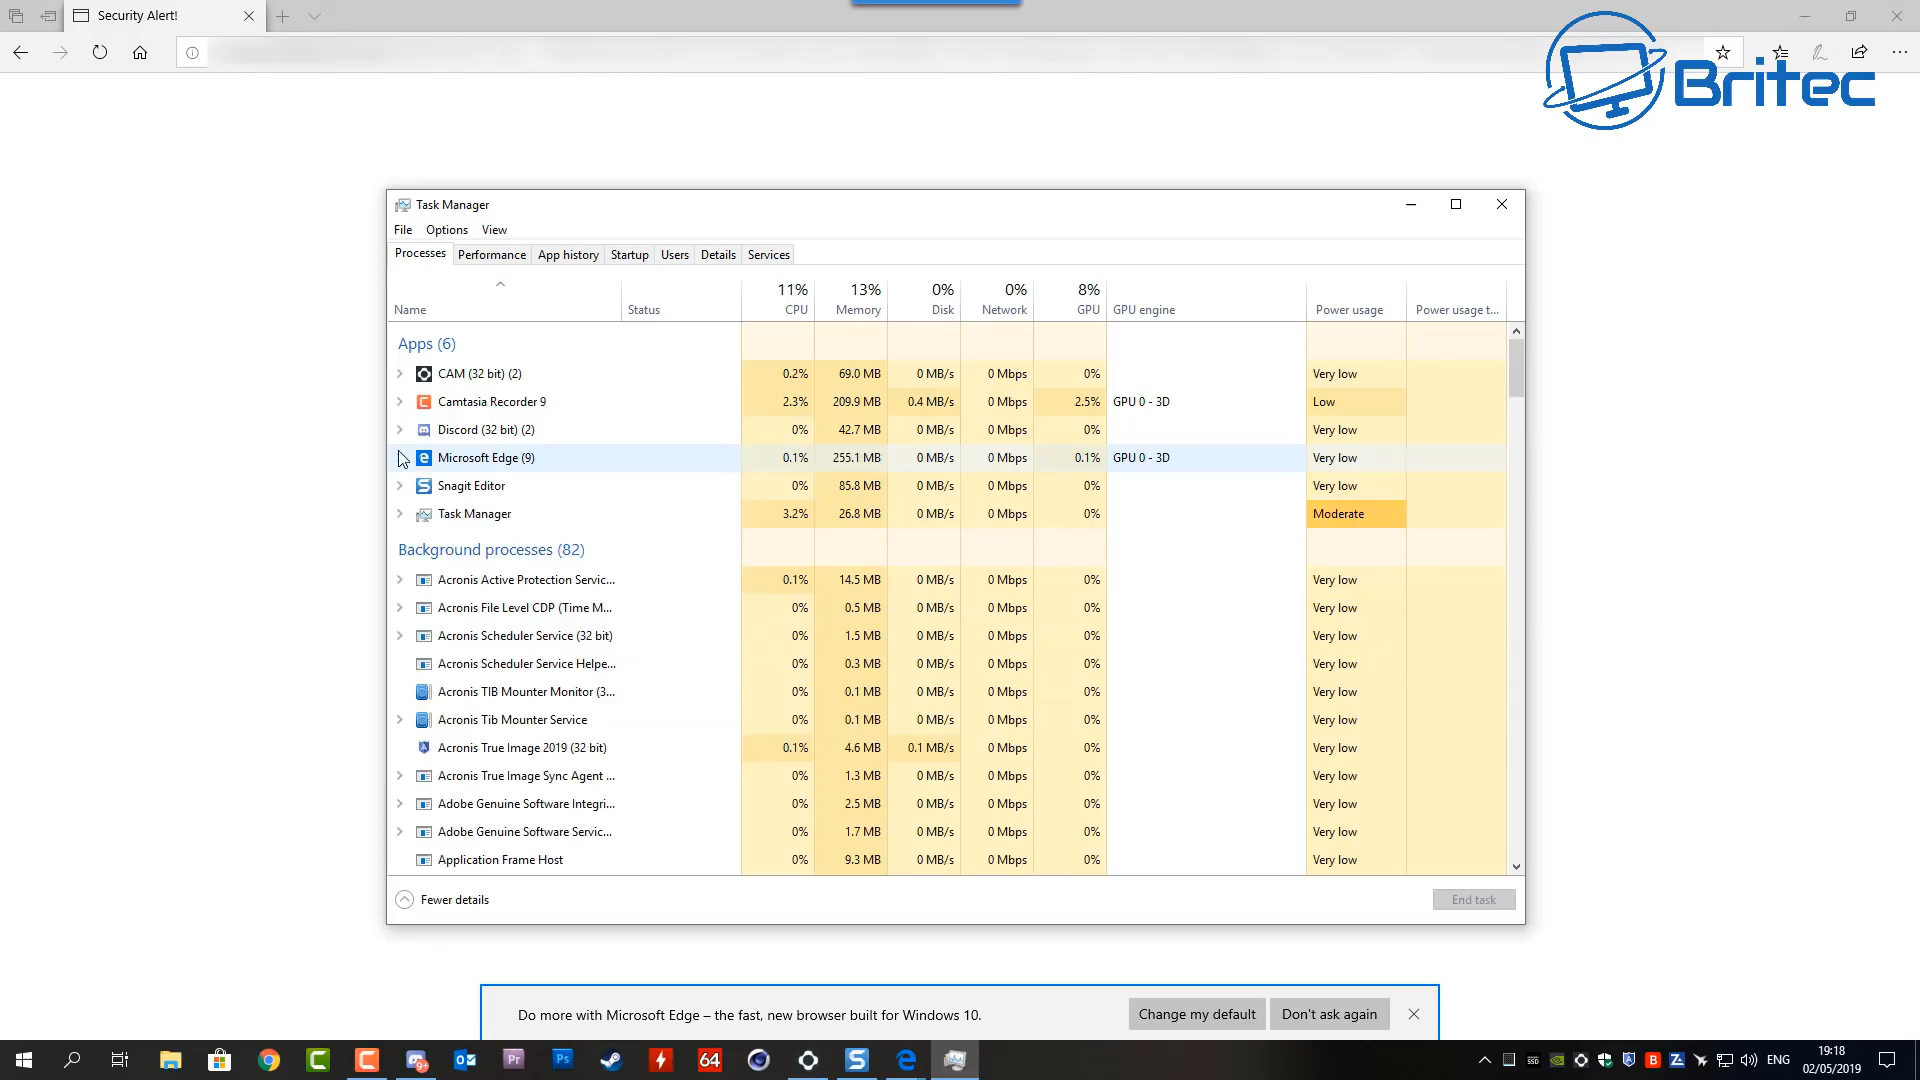 Security Alert!
Britec
Task Manager
File Options View
Processes Performance App history Startup Users Details Services
11% 13% 0% 0% 8%
Name Status CPU Memory Disk Network GPU GPU engine Power usage Power usage t...
Apps (6)
CAM (32 bit) (2) 0.2% 69.0 MB 0 MB/s 0 Mbps 0% Very low
Camtasia Recorder 9 2.3% 209.9 MB 0.4 MB/s 0 Mbps 2.5% GPU 0 - 3D Low
Discord (32 bit) (2) 0% 42.7 MB 0 MB/s 0 Mbps 0% Very low
Microsoft Edge (9) 0.1% 255.1 MB 0 MB/s 0 Mbps 0.1% GPU 0 - 3D Very low
Snagit Editor 0% 85.8 MB 0 MB/s 0 Mbps 0% Very low
Task Manager 3.2% 26.8 MB 0 MB/s 0 Mbps 0% Moderate
Background processes (82)
Acronis Active Protection Servic... 0.1% 14.5 MB 0 MB/s 0 Mbps 0% Very low
Acronis File Level CDP (Time M... 0% 0.5 MB 0 MB/s 0 Mbps 0% Very low
Acronis Scheduler Service (32 bit) 0% 1.5 MB 0 MB/s 0 Mbps 0% Very low
Acronis Scheduler Service Helpe... 0% 0.3 MB 0 MB/s 0 Mbps 0% Very low
Acronis TIB Mounter Monitor (3... 0% 0.1 MB 0 MB/s 0 Mbps 0% Very low
Acronis Tib Mounter Service 0% 0.1 MB 0 MB/s 0 Mbps 0% Very low
Acronis True Image 2019 (32 bit) 0.1% 4.6 MB 0.1 MB/s 0 Mbps 0% Very low
Acronis True Image Sync Agent ... 0% 1.3 MB 0 MB/s 0 Mbps 0% Very low
Adobe Genuine Software Integri... 0% 2.5 MB 0 MB/s 0 Mbps 0% Very low
Adobe Genuine Software Servic... 0% 1.7 MB 0 MB/s 0 Mbps 0% Very low
Application Frame Host 0% 9.3 MB 0 MB/s 0 Mbps 0% Very low
Fewer details End task
Do more with Microsoft Edge – the fast, new browser built for Windows 10. Change my default Don't ask again
Pr Ps 64 ENG 19:18
02/05/2019